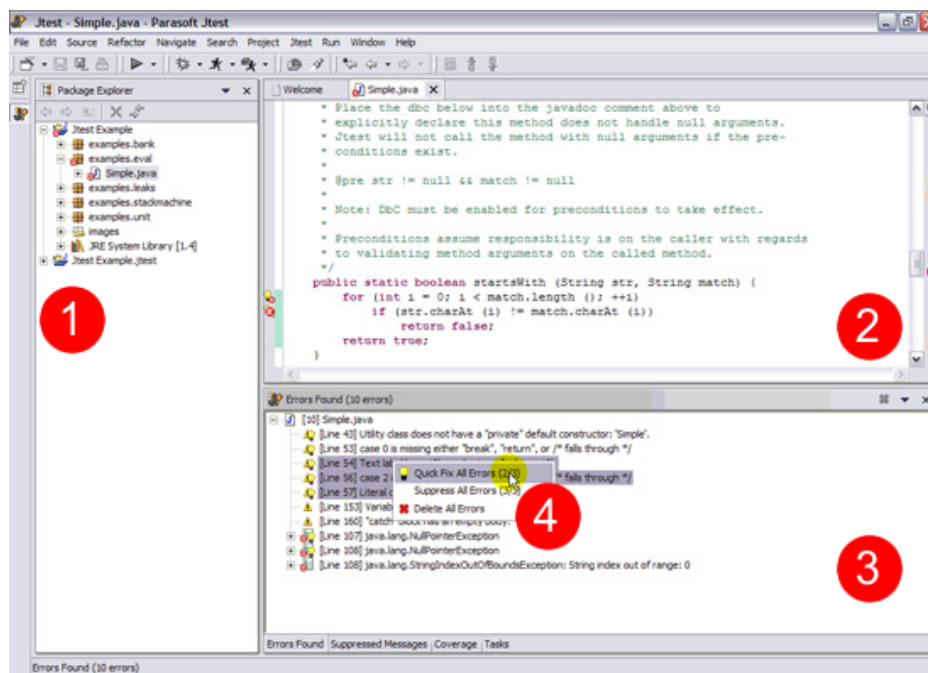 Jtest - Simple.java - Parasoft Jtest
File Edit Source Refactor Navigate Search Project Jtest Run Window Help
Package Explorer
Jtest Example
examples.bank
examples.eval
Simple.java
examples.leaks
examples.stackmachine
examples.unit
images
JRE System Library [1.4]
Jtest Example.jtest
1
Welcome Simple.java
* Place the dbc below into the javadoc comment above to
* explicitly declare this method does not handle null arguments.
* Jtest will not call the method with null arguments if the pre-
* conditions exist.
*
* @pre str != null && match != null
*
* Note: DbC must be enabled for preconditions to take effect.
*
* Preconditions assume responsibility is on the caller with regards
* to validating method arguments on the called method.
*/
public static boolean startsWith (String str, String match) {
for (int i = 0; i < match.length (); ++i)
if (str.charAt (i) != match.charAt (i))
return false;
return true;
}
2
Errors Found (10 errors)
[10] Simple.java
[Line 43] Utility class does not have a "private" default constructor: 'Simple'.
[Line 53] case 0 is missing either "break", "return", or /* falls through */
[Line 54] Text
[Line 56] case 2 falls through */
[Line 57] Literal
[Line 153]
[Line 160] "catch" block has an empty body.
[Line 107] java.lang.NullPointerException
[Line 108] java.lang.NullPointerException
[Line 108] java.lang.StringIndexOutOfBoundsException: String index out of range: 0
Quick Fix All Errors (2/3)
Suppress All Errors (3/3)
Delete All Errors
4
3
Errors Found Suppressed Messages Coverage Tasks
Errors Found (10 errors)